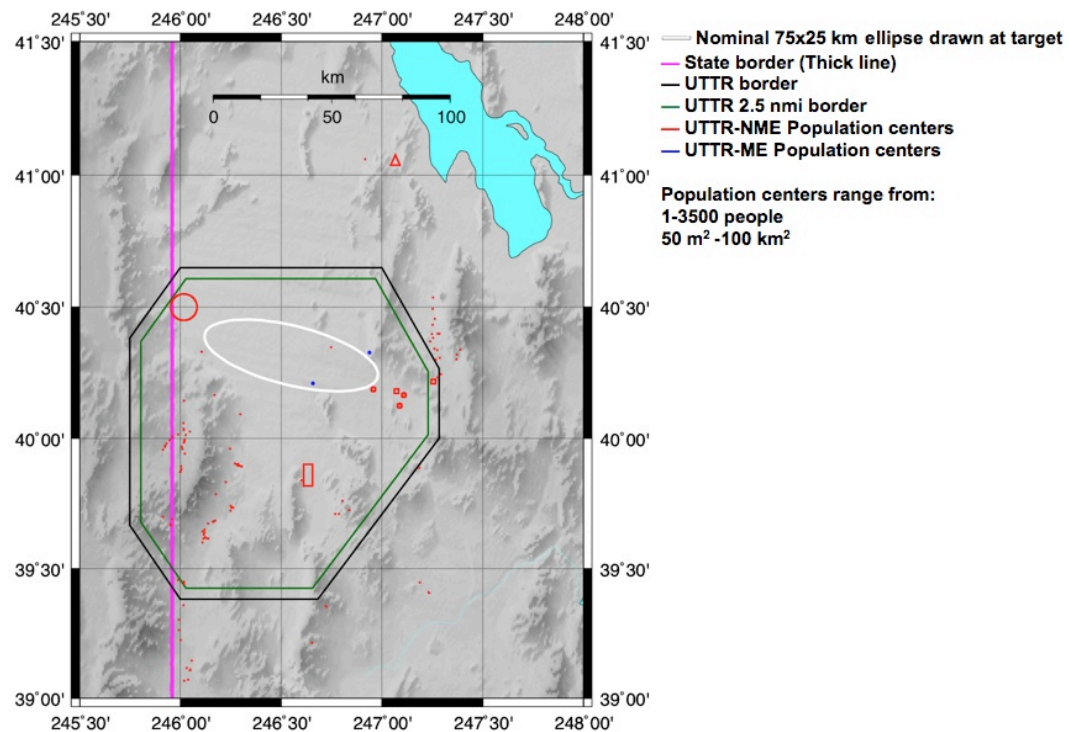 245˚30' 246˚00' 246˚30' 247˚00' 247˚30' 248˚00'
41˚30' 41˚30'
km
0 50 100
41˚00' 41˚00'
40˚30' 40˚30'
40˚00' 40˚00'
39˚30' 39˚30'
39˚00' 39˚00'
245˚30' 246˚00' 246˚30' 247˚00' 247˚30' 248˚00'
Nominal 75x25 km ellipse drawn at target
State border (Thick line)
UTTR border
UTTR 2.5 nmi border
UTTR-NME Population centers
UTTR-ME Population centers
Population centers range from:
1-3500 people
50 m² -100 km²